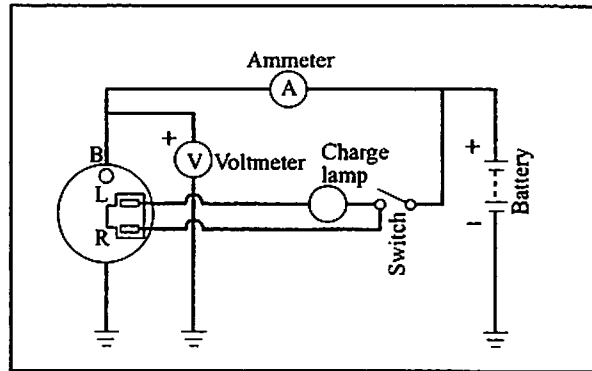 Ammeter
A
B
+
V
Voltmeter
Charge
lamp
L
R
Switch
+
-
Battery